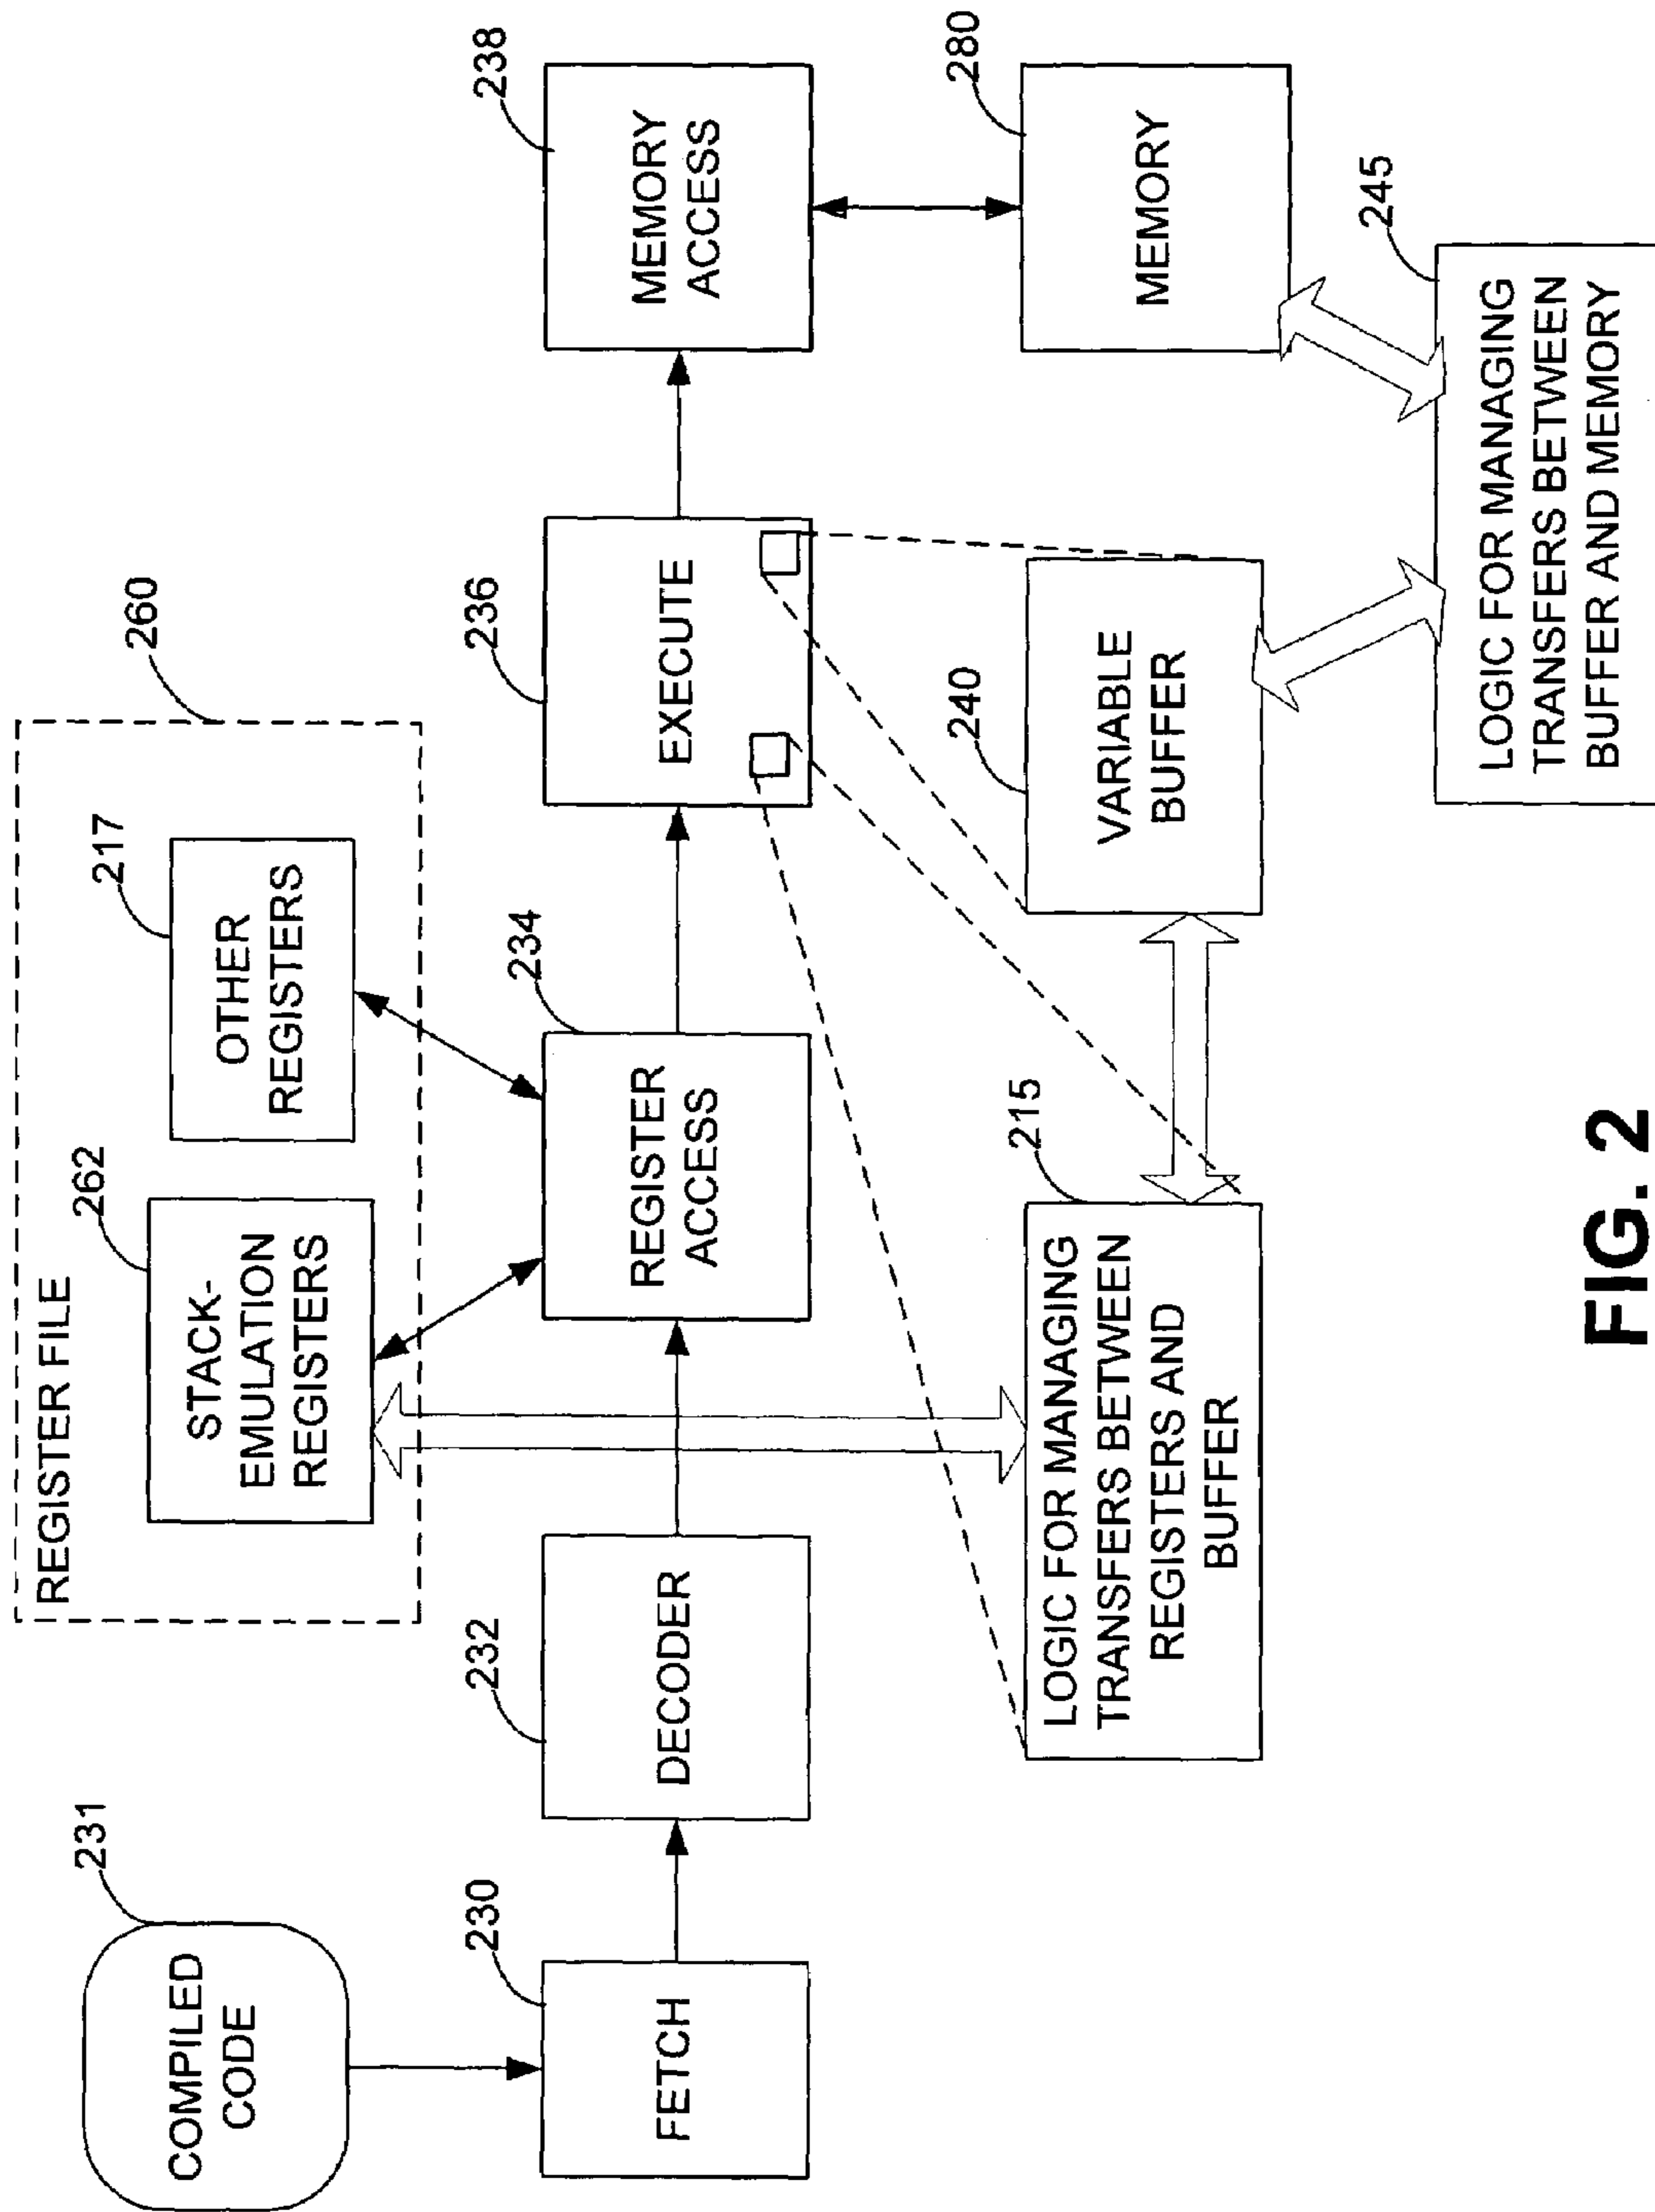 REGISTER FILE
260
231
COMPILED
CODE
262
STACK-
EMULATION
REGISTERS
217
OTHER
REGISTERS
230
FETCH
232
DECODER
234
REGISTER
ACCESS
236
EXECUTE
238
MEMORY
ACCESS
215
LOGIC FOR MANAGING
TRANSFERS BETWEEN
REGISTERS AND
BUFFER
240
VARIABLE
BUFFER
280
MEMORY
245
LOGIC FOR MANAGING
TRANSFERS BETWEEN
BUFFER AND MEMORY
FIG. 2